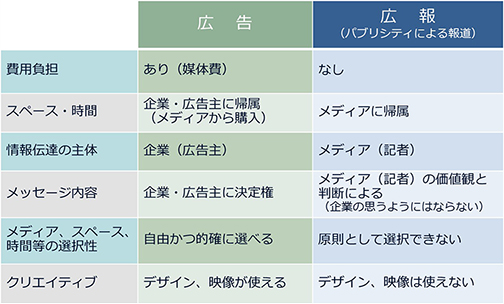 広 告
広 報
（パブリシティによる報道）
費用負担
あり（媒体費）
なし
スペース・時間
企業・広告主に帰属
（メディアから購入）
メディアに帰属
情報伝達の主体
企業（広告主）
メディア（記者）
メッセージ内容
企業・広告主に決定権
メディア（記者）の価値観と
判断による
（企業の思うようにはならない）
メディア、スペース、
時間等の選択性
自由かつ的確に選べる
原則として選択できない
クリエイティブ
デザイン、映像が使える
デザイン、映像は使えない